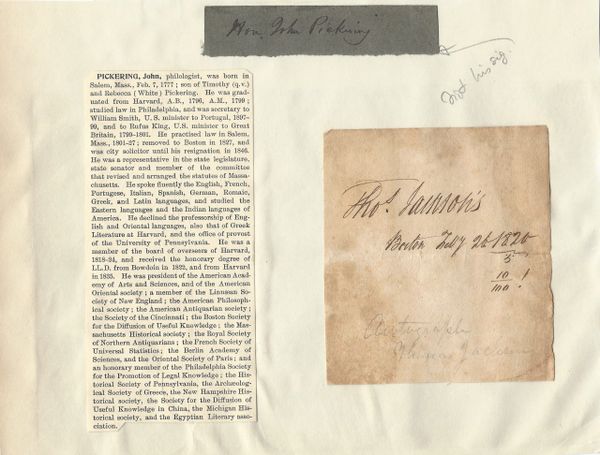 Hon. John Pickering
not his sig.
PICKERING, John, philologist, was born in
Salem, Mass., Feb. 7, 1777; son of Timothy (q.v.)
and Rebecca (White) Pickering. He was grad-
uated from Harvard, A.B., 1796, A.M., 1799;
studied law in Philadelphia, and was secretary to
William Smith, U.S. minister to Portugal, 1897-
99, and to Rufus King, U.S. minister to Great
Britain, 1799-1801. He practised law in Salem,
Mass., 1801-27; removed to Boston in 1827, and
was city solicitor until his resignation in 1846.
He was a representative in the state legislature,
state senator and member of the committee
that revised and arranged the statutes of Massa-
chusetta. He spoke fluently the English, French,
Portugese, Italian, Spanish, German, Romaic,
Greek, and Latin languages, and studied the
Eastern languages and the Indian languages of
America. He declined the professorship of Eng-
lish and Oriental languages, also that of Greek
Literature at Harvard, and the office of provost
of the University of Pennsylvania. He was a
member of the board of overseers of Harvard,
1818-24, and received the honorary degree of
LL.D. from Bowdoin in 1822, and from Harvard
in 1835. He was president of the American Acad-
emy of Arts and Sciences, and of the American
Oriental society; a member of the Linnæan So-
ciety of New England; the American Philosoph-
ical society; the American Antiquarian society;
the Society of the Cincinnati; the Boston Society
for the Diffusion of Useful Knowledge; the Mas-
sachusetts Historical society; the Royal Society
of Northern Antiquarians; the French Society of
Universal Statistics; the Berlin Academy of
Sciences, and the Oriental Society of Paris; and
an honorary member of the Philadelphia Society
for the Promotion of Legal Knowledge; the His-
torical Society of Pennsylvania, the Archæolog-
ical Society of Greece, the New Hampshire His-
torical society, the Society for the Diffusion of
Useful Knowledge in China, the Michigan His-
torical society, and the Egyptian Literary asso-
ciation.
Thos. Jackson's
Boston Feby 26 1820
5
10
100
Autograph